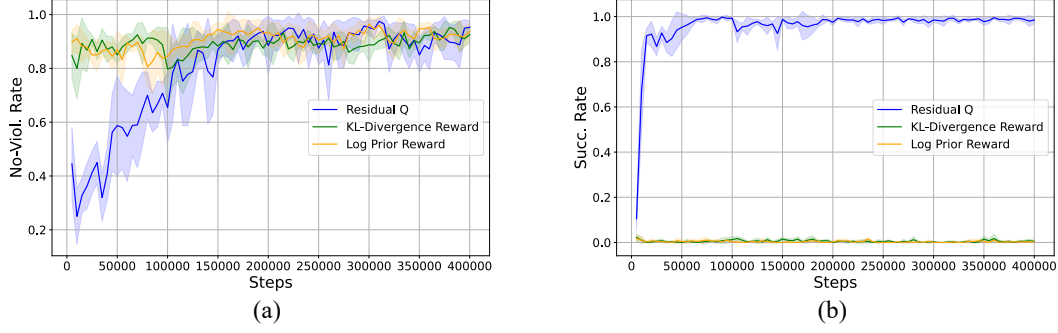 1.0
0.8
0.6
0.4
0.2
No-Viol. Rate
Residual Q
KL-Divergence Reward
Log Prior Reward
0 50000 100000 150000 200000 250000 300000 350000 400000
Steps
(a)
1.0
0.8
0.6
0.4
0.2
0.0
Succ. Rate
Residual Q
KL-Divergence Reward
Log Prior Reward
0 50000 100000 150000 200000 250000 300000 350000 400000
Steps
(b)